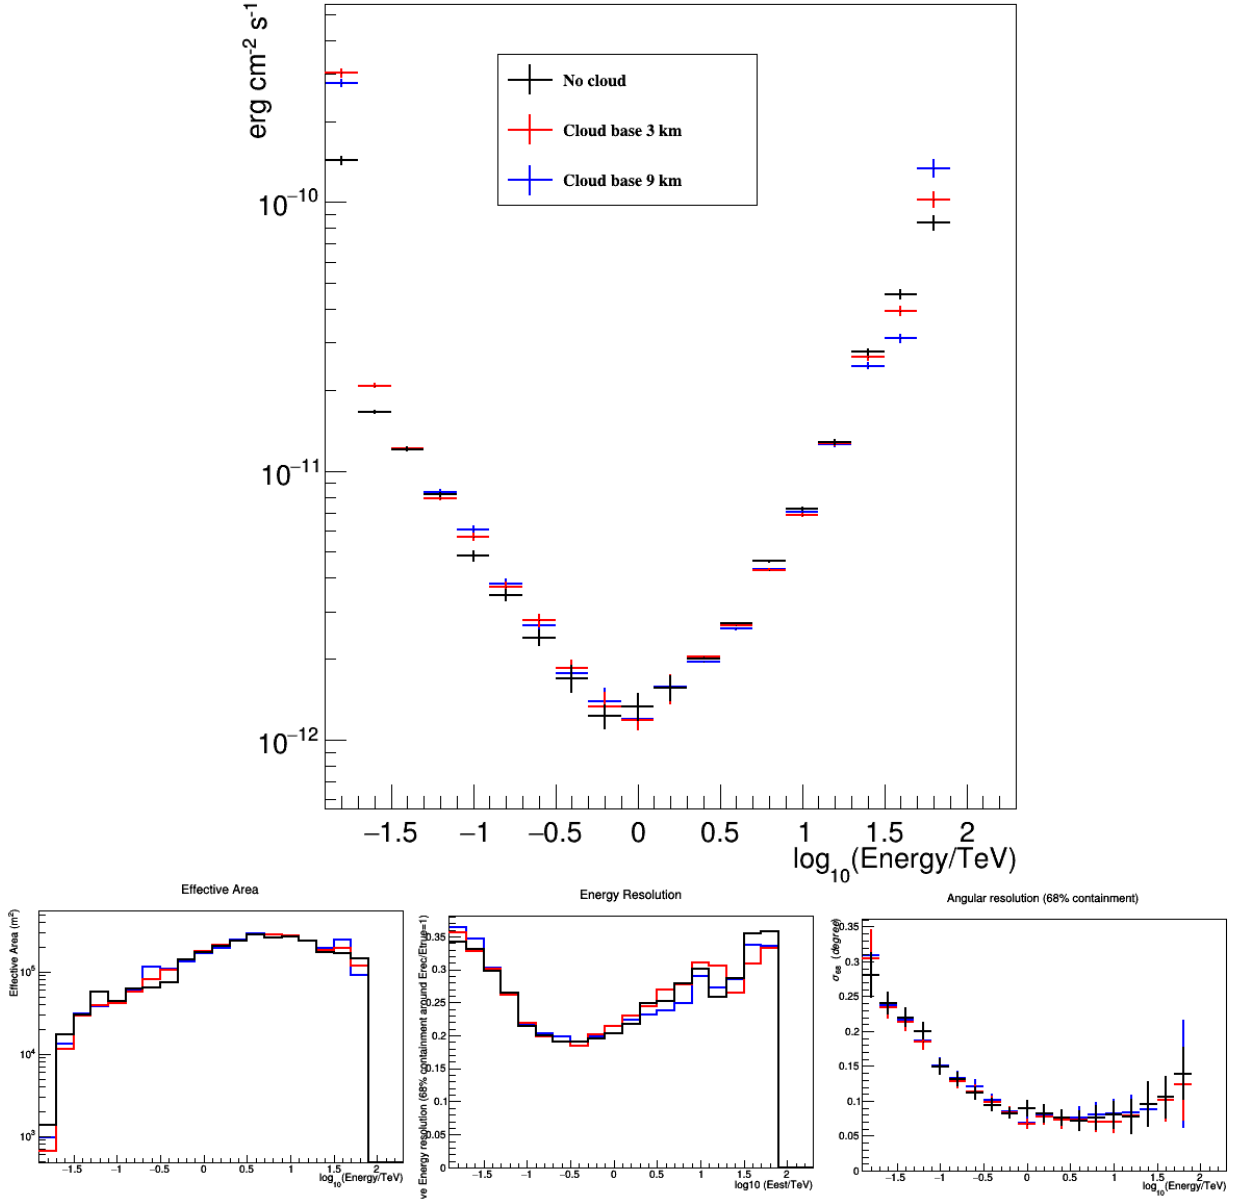 erg cm-2 s-1
No cloud
Cloud base 3 km
Cloud base 9 km
10−10
10−11
10−12
−1.5 −1 −0.5 0 0.5 1 1.5 2
log10(Energy/TeV)
Effective Area
Effective Area (m2)
105
104
103
−1.5 −1 −0.5 0 0.5 1 1.5 2
log10(Energy/TeV)
Energy Resolution
ve Energy resolution (68% containment around Erec/Etrue=1)
0.35
0.3
0.25
0.2
0.15
0.1
0.05
0
−1.5 −1 −0.5 0 0.5 1 1.5 2
log10 (Eest/TeV)
Angular resolution (68% containment)
σ68 (degree)
0.35
0.3
0.25
0.2
0.15
0.1
0.05
0
−1.5 −1 −0.5 0 0.5 1 1.5 2
log10(Energy/TeV)